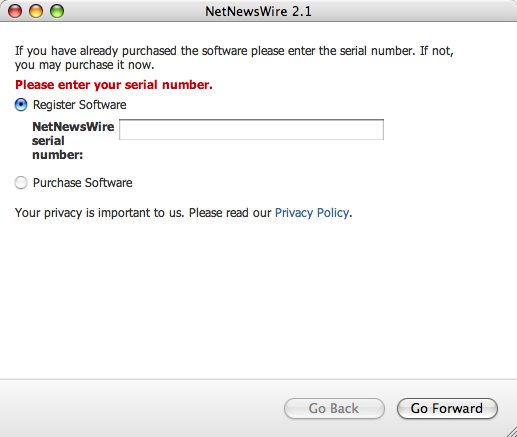 NetNewsWire 2.1
If you have already purchased the software please enter the serial number. If not,
you may purchase it now.
Please enter your serial number.
Register Software
NetNewsWire
serial
number:
Purchase Software
Your privacy is important to us. Please read our Privacy Policy.
Go Back
Go Forward